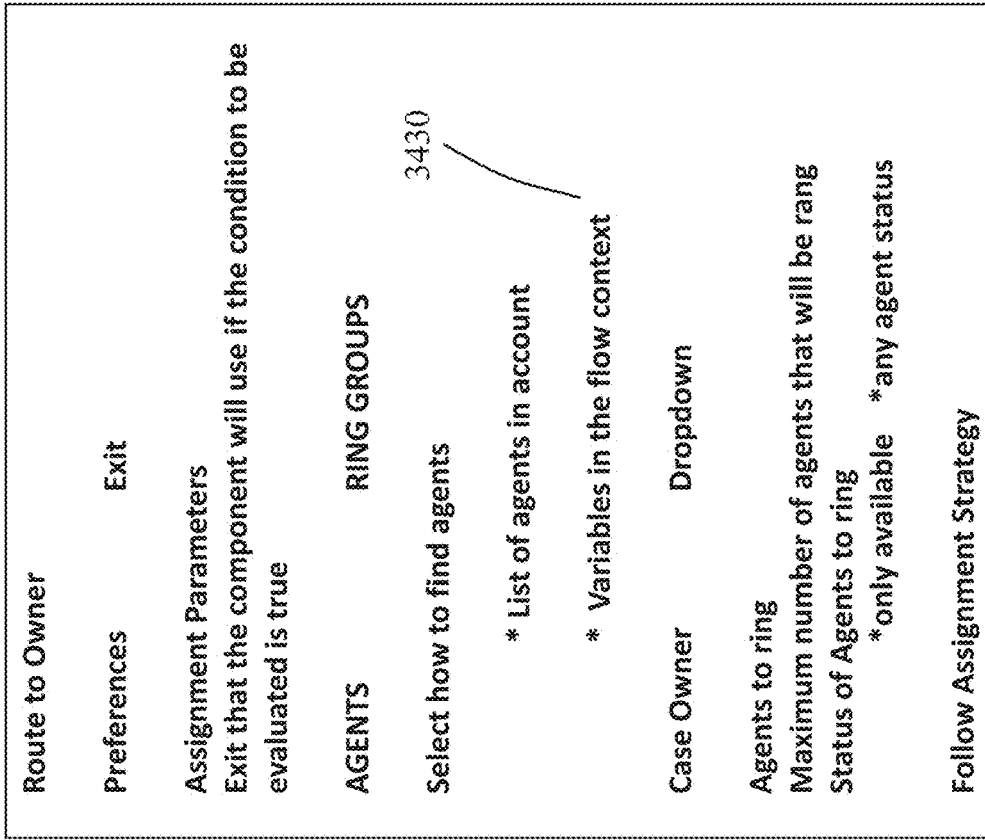 Route to Owner
Preferences Exit
Assignment Parameters
Exit that the component will use if the condition to be
evaluated is true
AGENTS RING GROUPS
Select how to find agents
3430
* List of agents in account
* Variables in the flow context
Case Owner Dropdown
Agents to ring
Maximum number of agents that will be rang
Status of Agents to ring
*only available *any agent status
Follow Assignment Strategy